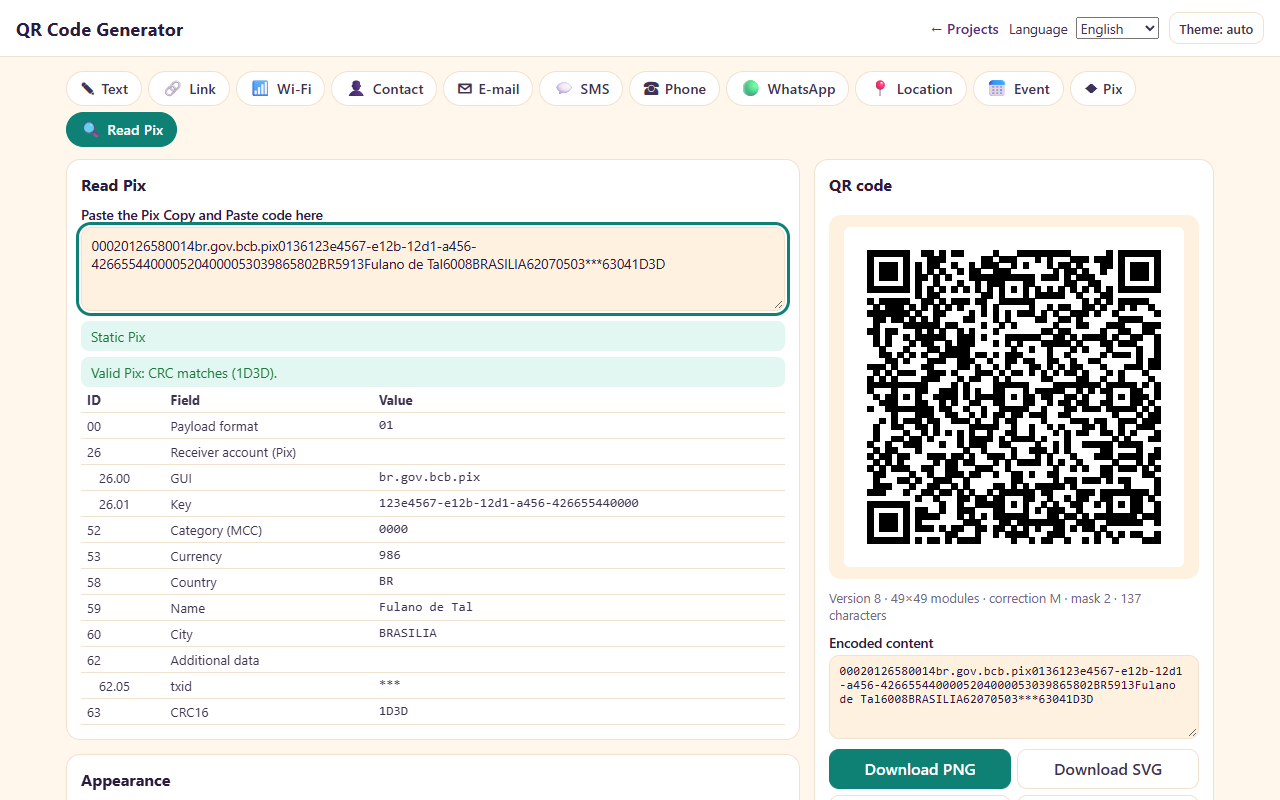 QR Code Generator
← Projects Language English Theme: auto
Text Link Wi-Fi Contact E-mail SMS Phone WhatsApp Location Event Pix
Read Pix
Read Pix
Paste the Pix Copy and Paste code here
00020126580014br.gov.bcb.pix0136123e4567-e12b-12d1-a456-
4266554400005204000053039865802BR5913Fulano de Tal6008BRASILIA62070503***63041D3D
Static Pix
Valid Pix: CRC matches (1D3D).
ID Field Value
00 Payload format 01
26 Receiver account (Pix)
26.00 GUI br.gov.bcb.pix
26.01 Key 123e4567-e12b-12d1-a456-426655440000
52 Category (MCC) 0000
53 Currency 986
58 Country BR
59 Name Fulano de Tal
60 City BRASILIA
62 Additional data
62.05 txid ***
63 CRC16 1D3D
Appearance
QR code
Version 8 · 49×49 modules · correction M · mask 2 · 137
characters
Encoded content
00020126580014br.gov.bcb.pix0136123e4567-e12b-12d1
-a456-4266554400005204000053039865802BR5913Fulano
de Tal6008BRASILIA62070503***63041D3D
Download PNG Download SVG